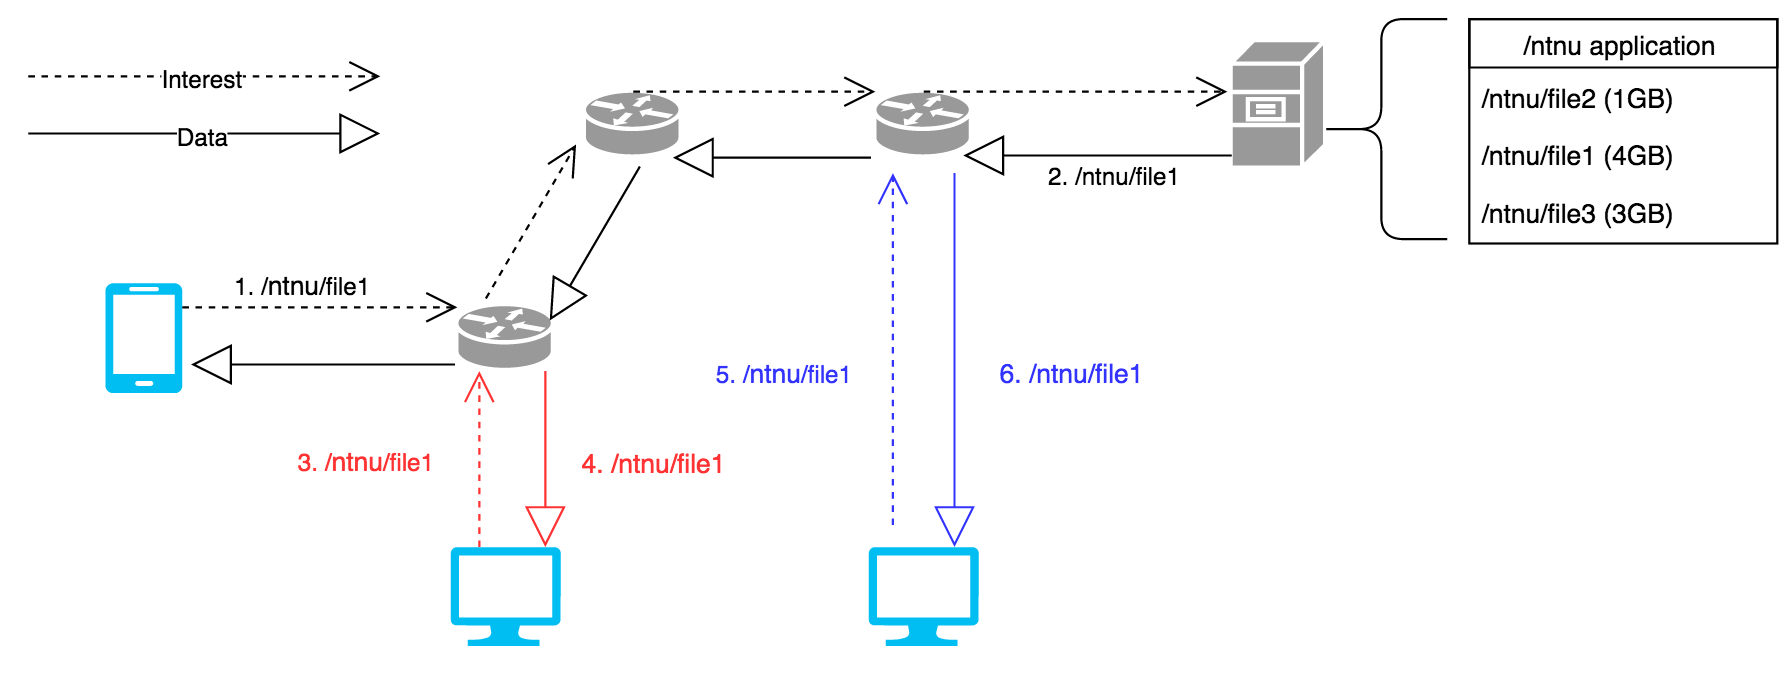 Interest
Data
/ntnu application
/ntnu/file2 (1GB)
/ntnu/file1 (4GB)
/ntnu/file3 (3GB)
2. /ntnu/file1
1. /ntnu/file1
5. /ntnu/file1
6. /ntnu/file1
3. /ntnu/file1
4. /ntnu/file1